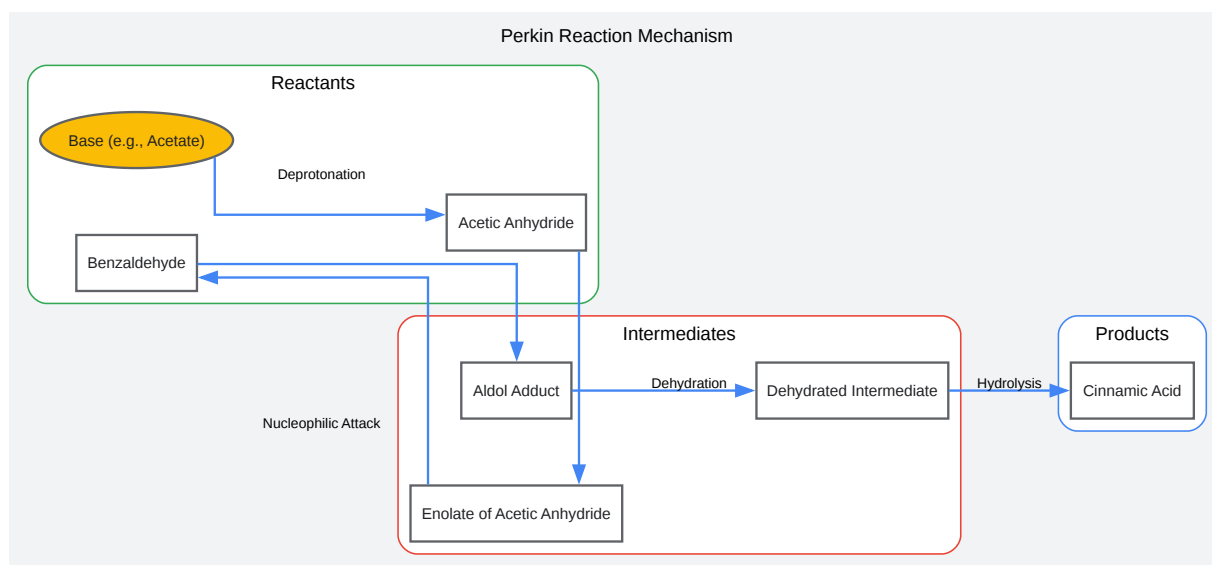 Perkin Reaction Mechanism
Reactants
Base (e.g., Acetate)
Deprotonation
Acetic Anhydride
Benzaldehyde
Intermediates
Products
Aldol Adduct
Dehydration
Dehydrated Intermediate
Hydrolysis
Cinnamic Acid
Nucleophilic Attack
Enolate of Acetic Anhydride